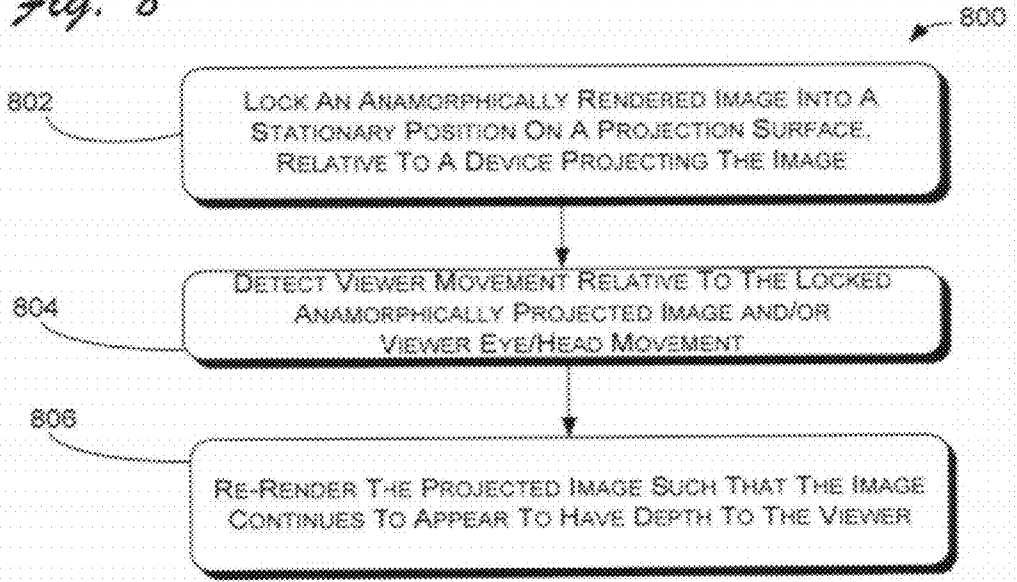 Fig. 8
800
802
LOCK AN ANAMORPHICALLY RENDERED IMAGE INTO A
STATIONARY POSITION ON A PROJECTION SURFACE,
RELATIVE TO A DEVICE PROJECTING THE IMAGE
804
DETECT VIEWER MOVEMENT RELATIVE TO THE LOCKED
ANAMORPHICALLY PROJECTED IMAGE AND/OR
VIEWER EYE/HEAD MOVEMENT
806
RE-RENDER THE PROJECTED IMAGE SUCH THAT THE IMAGE
CONTINUES TO APPEAR TO HAVE DEPTH TO THE VIEWER